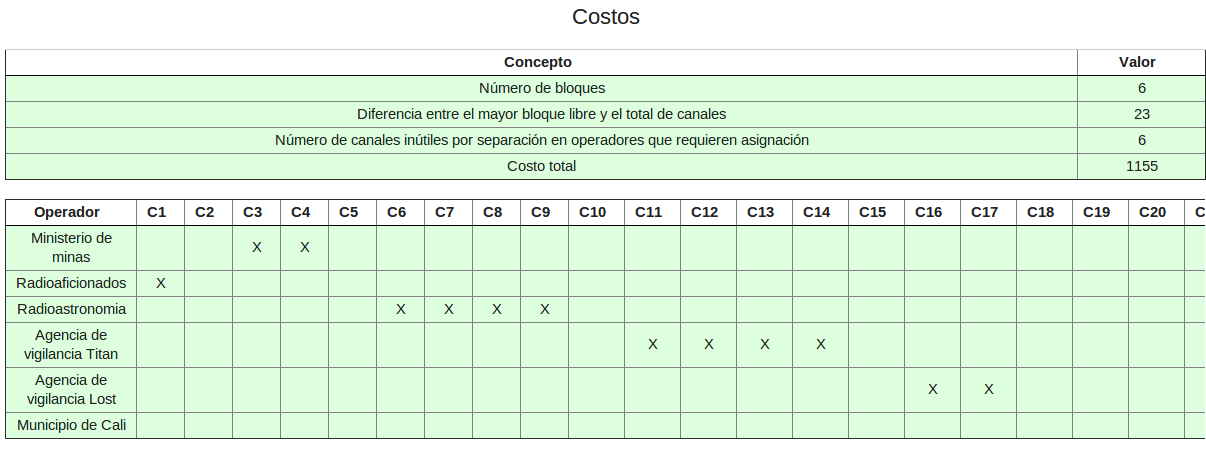 Costos
Concepto Valor
Número de bloques 6
Diferencia entre el mayor bloque libre y el total de canales 23
Número de canales inútiles por separación en operadores que requieren asignación 6
Costo total 1155
Operador C1 C2 C3 C4 C5 C6 C7 C8 C9 C10 C11 C12 C13 C14 C15 C16 C17 C18 C19 C20 C
Ministerio de
minas X X
Radioaficionados X
Radioastronomia X X X X
Agencia de
vigilancia Titan X X X X
Agencia de
vigilancia Lost X X
Municipio de Cali